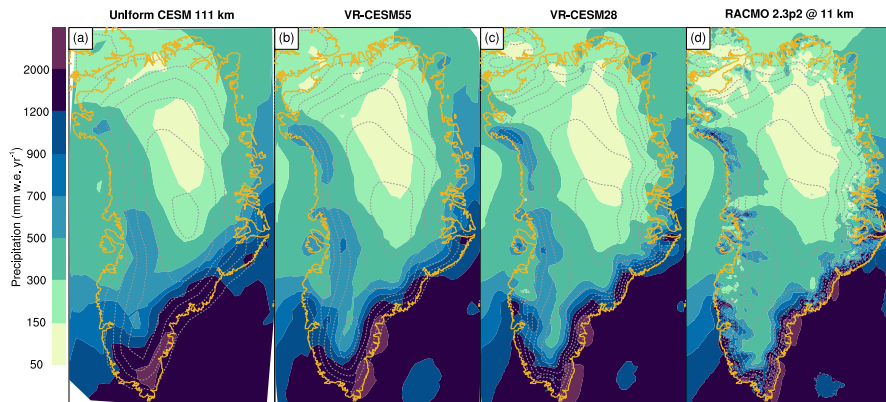 Uniform CESM 111 km
VR-CESM55
VR-CESM28
RACMO 2.3p2 @ 11 km
(a)
(b)
(c)
(d)
Precipitation (mm w.e. yr⁻¹)
2000
1200
900
700
500
300
150
50